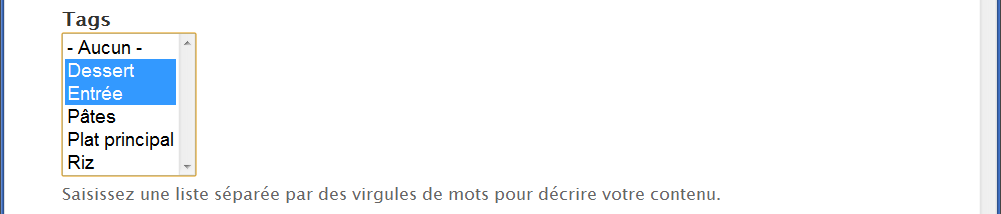 Tags
- Aucun -
Dessert
Entrée
Pâtes
Plat principal
Riz
Saisissez une liste séparée par des virgules de mots pour décrire votre contenu.